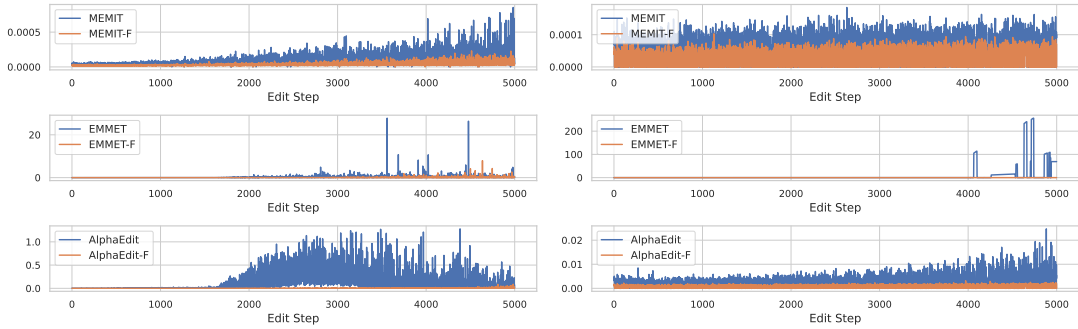 MEMIT
MEMIT-F
0.0005
0.0000
0 1000 2000 3000 4000 5000
Edit Step
MEMIT
MEMIT-F
0.0001
0.0000
0 1000 2000 3000 4000 5000
Edit Step
EMMET
EMMET-F
20
0
0 1000 2000 3000 4000 5000
Edit Step
EMMET
EMMET-F
200
100
0
0 1000 2000 3000 4000 5000
Edit Step
AlphaEdit
AlphaEdit-F
1.0
0.5
0.0
0 1000 2000 3000 4000 5000
Edit Step
AlphaEdit
AlphaEdit-F
0.02
0.01
0.00
0 1000 2000 3000 4000 5000
Edit Step